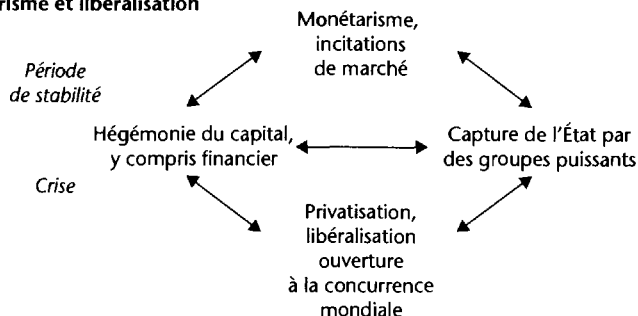 risme et libéralisation
Monétarisme,
incitations
de marché
Période
de stabilité
Hégémonie du capital,
y compris financier
Capture de l'État par
des groupes puissants
Crise
Privatisation,
libéralisation
ouverture
à la concurrence
mondiale